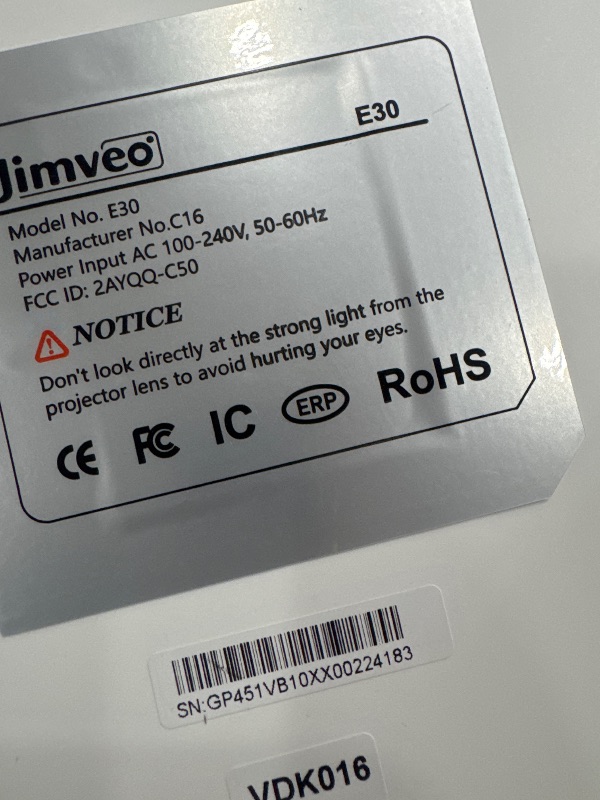 E30
Jimveo
Model No. E30
Manufacturer No.C16
Power Input AC 100-240V, 50-60Hz
FCC ID: 2AYQQ-C50
NOTICE
Don't look directly at the strong light from the
projector lens to avoid hurting your eyes.
CE FC IC ERP RoHS
SN:GP451VB10XX00224183
VDK016